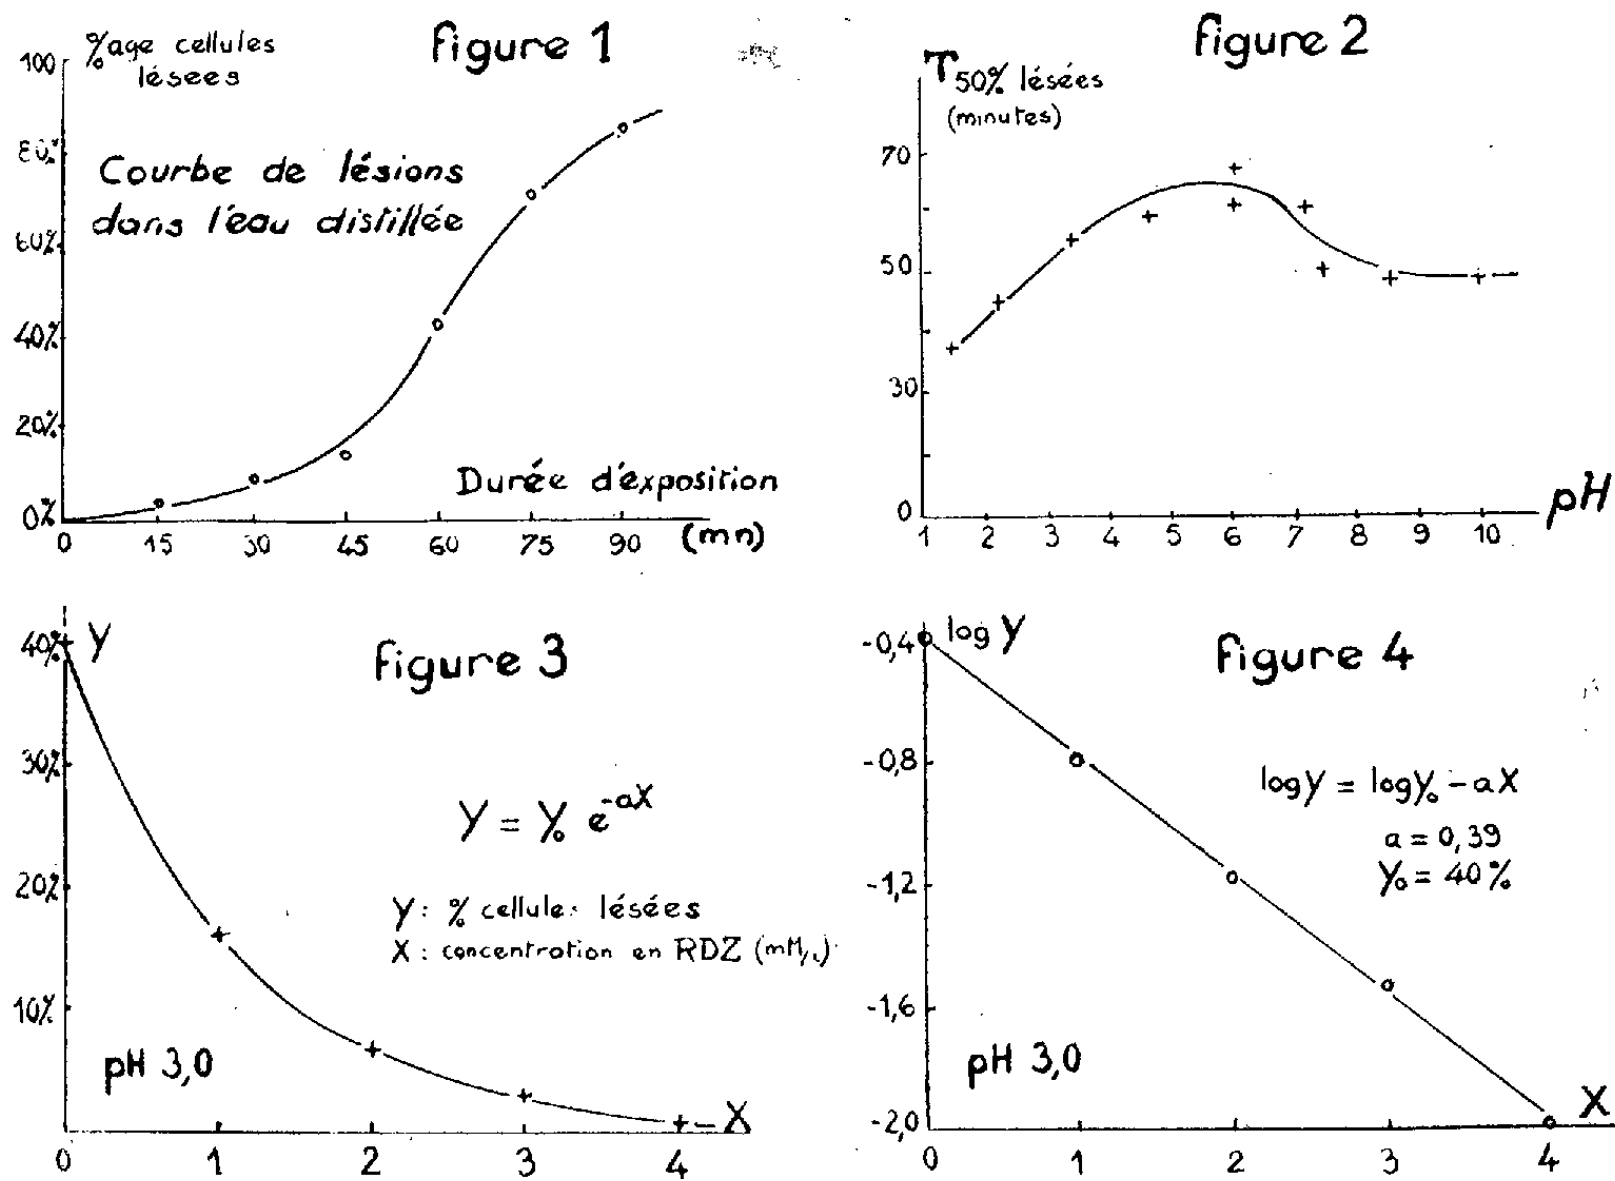 figure 1
%age cellules
lésées
100
80%
60%
40%
20%
0%
Courbe de lésions
dans l'eau distillée
Durée d'exposition
(mn)
0 15 30 45 60 75 90
figure 2
T 50% lésées
(minutes)
70
50
30
0
1 2 3 4 5 6 7 8 9 10
pH
figure 3
Y
40%
30%
20%
10%
Y = Y₀ e^-aX
Y : % cellules lésées
X : concentration en RDZ (mM/L)
pH 3,0
X
0 1 2 3 4
figure 4
log Y
-0,4
-0,8
-1,2
-1,6
-2,0
log Y = log Y₀ - aX
a = 0,39
Y₀ = 40%
pH 3,0
X
0 1 2 3 4